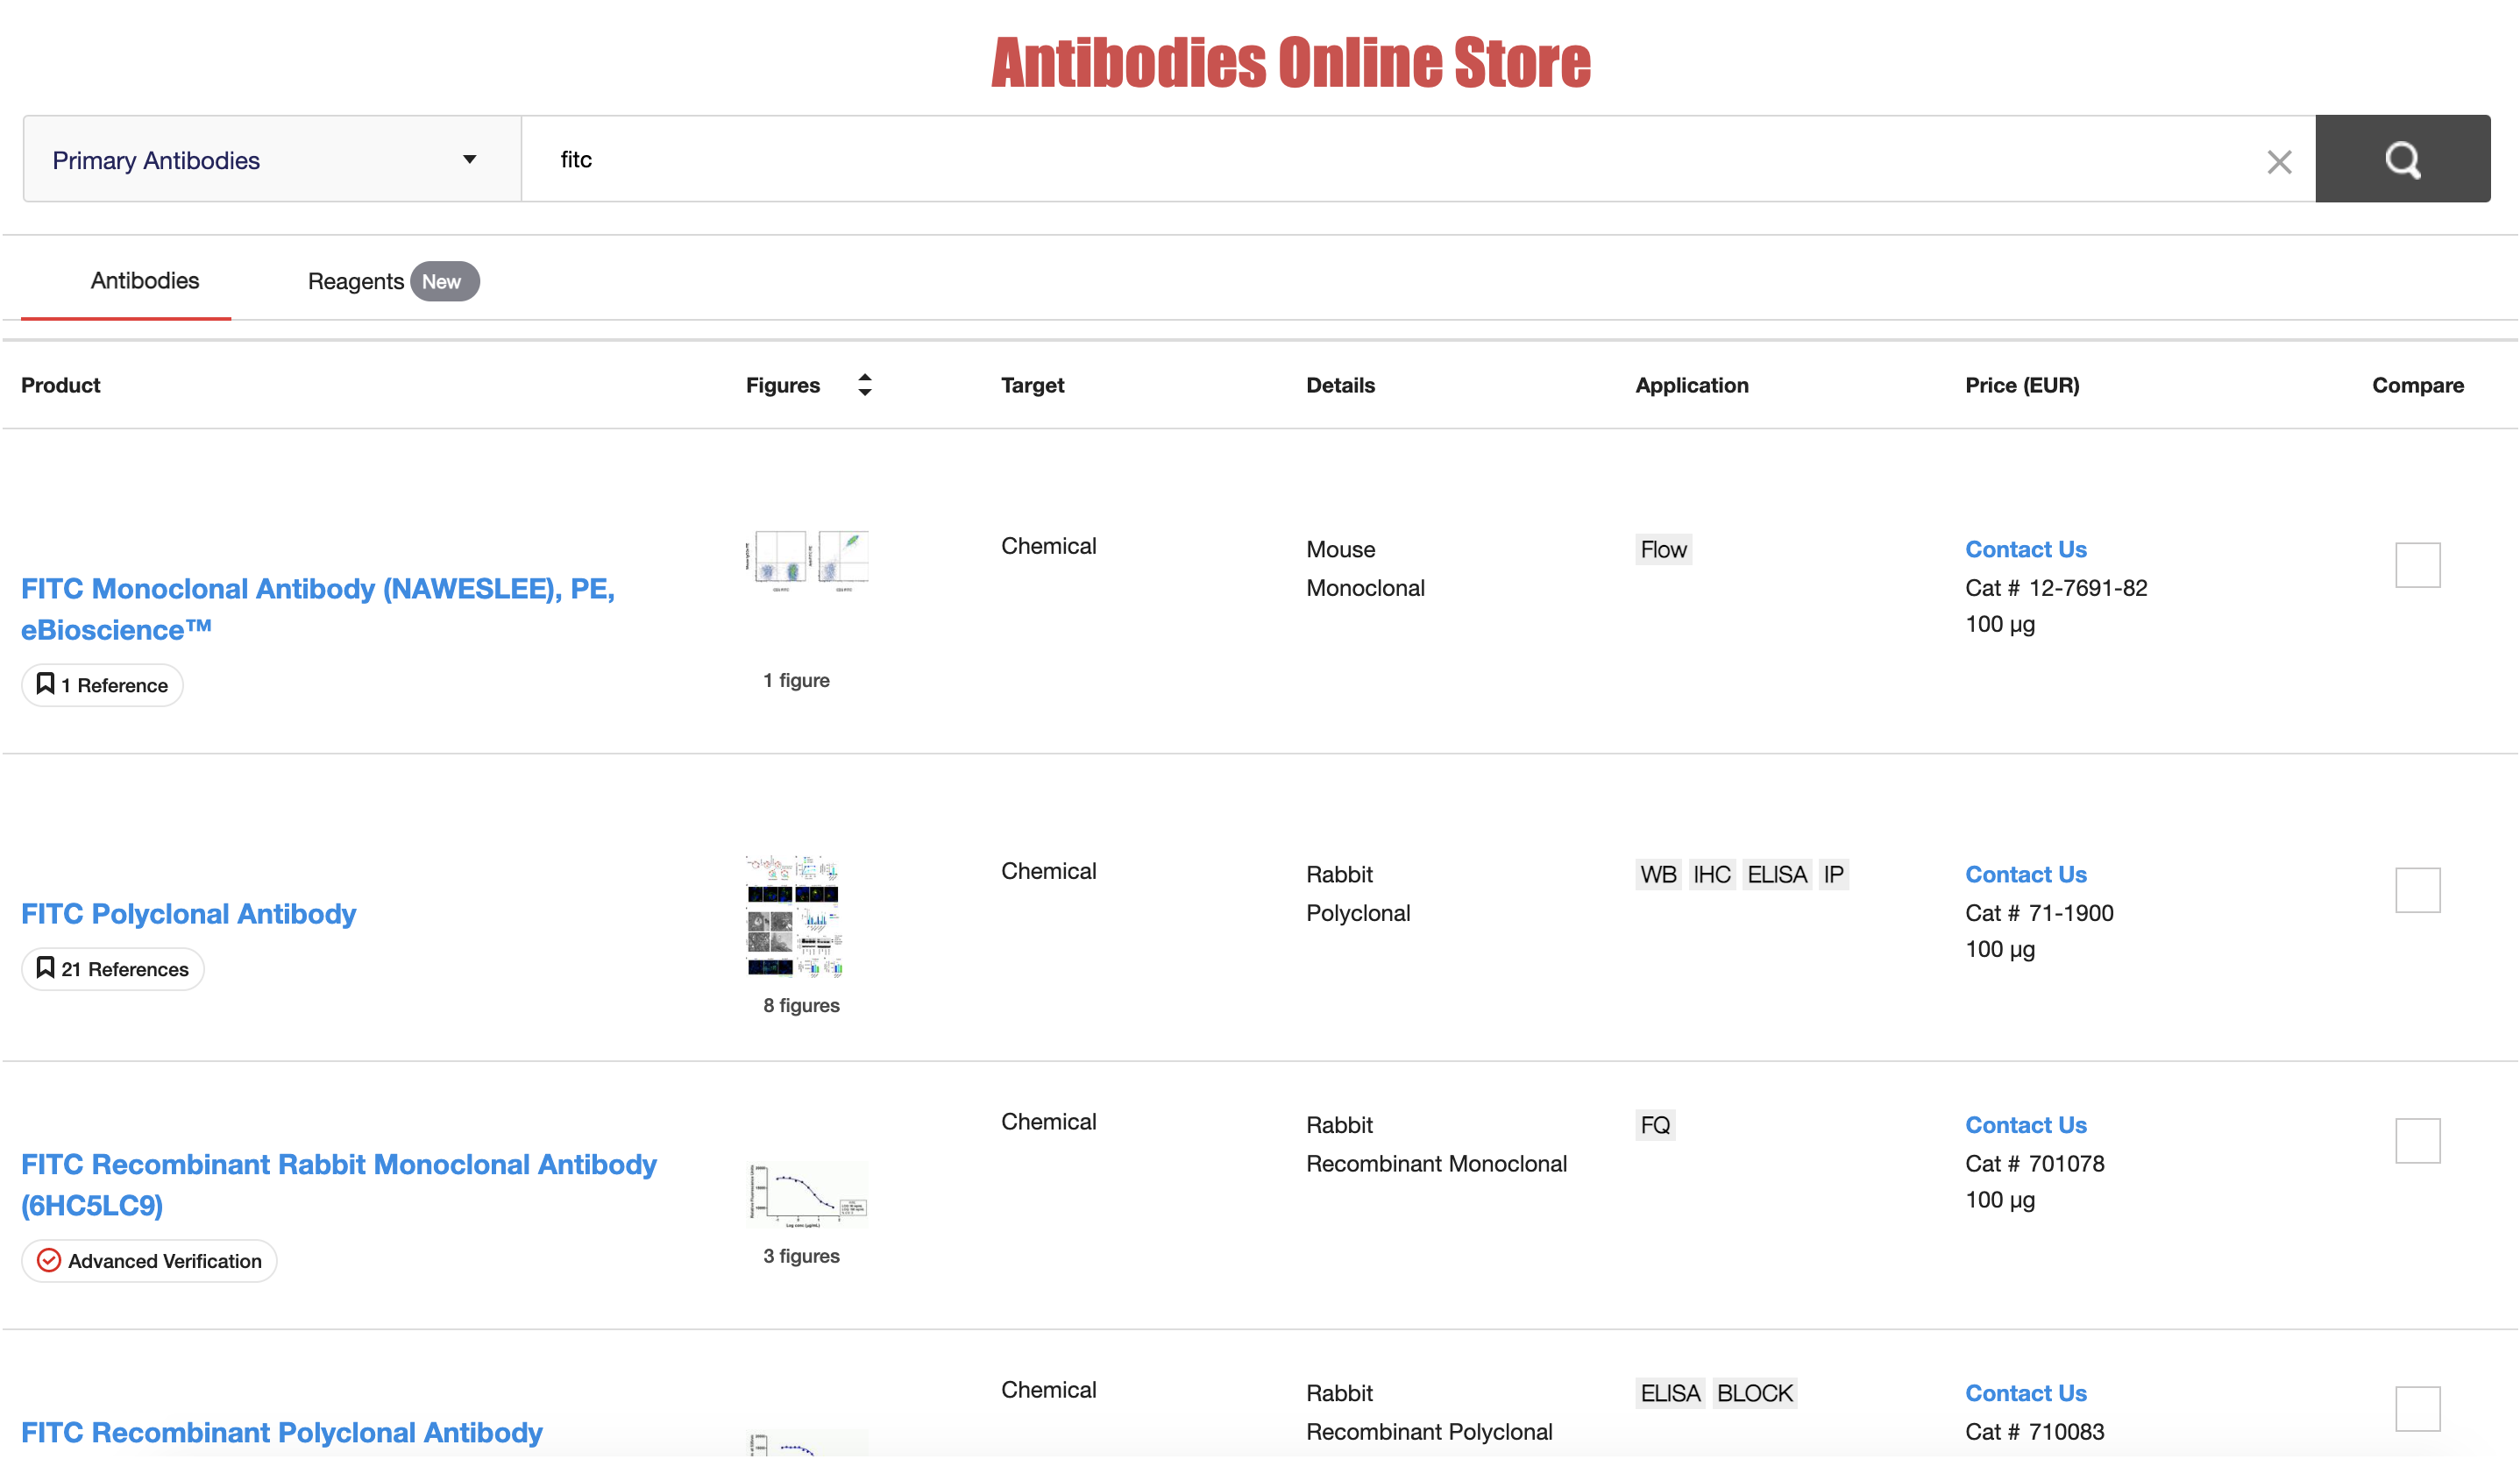 Antibodies Online Store
Primary Antibodies
fitc
Antibodies
Reagents New
Product Figures Target Details Application Price (EUR) Compare
FITC Monoclonal Antibody (NAWESLEE), PE,
eBioscience™
1 Reference
1 figure
Chemical
Mouse
Monoclonal
Flow
Contact Us
Cat # 12-7691-82
100 µg
FITC Polyclonal Antibody
21 References
8 figures
Chemical
Rabbit
Polyclonal
WB IHC ELISA IP
Contact Us
Cat # 71-1900
100 µg
FITC Recombinant Rabbit Monoclonal Antibody
(6HC5LC9)
Advanced Verification
Log conc (µg/mL)
3 figures
Chemical
Rabbit
Recombinant Monoclonal
FQ
Contact Us
Cat # 701078
100 µg
FITC Recombinant Polyclonal Antibody
Chemical
Rabbit
Recombinant Polyclonal
ELISA BLOCK
Contact Us
Cat # 710083